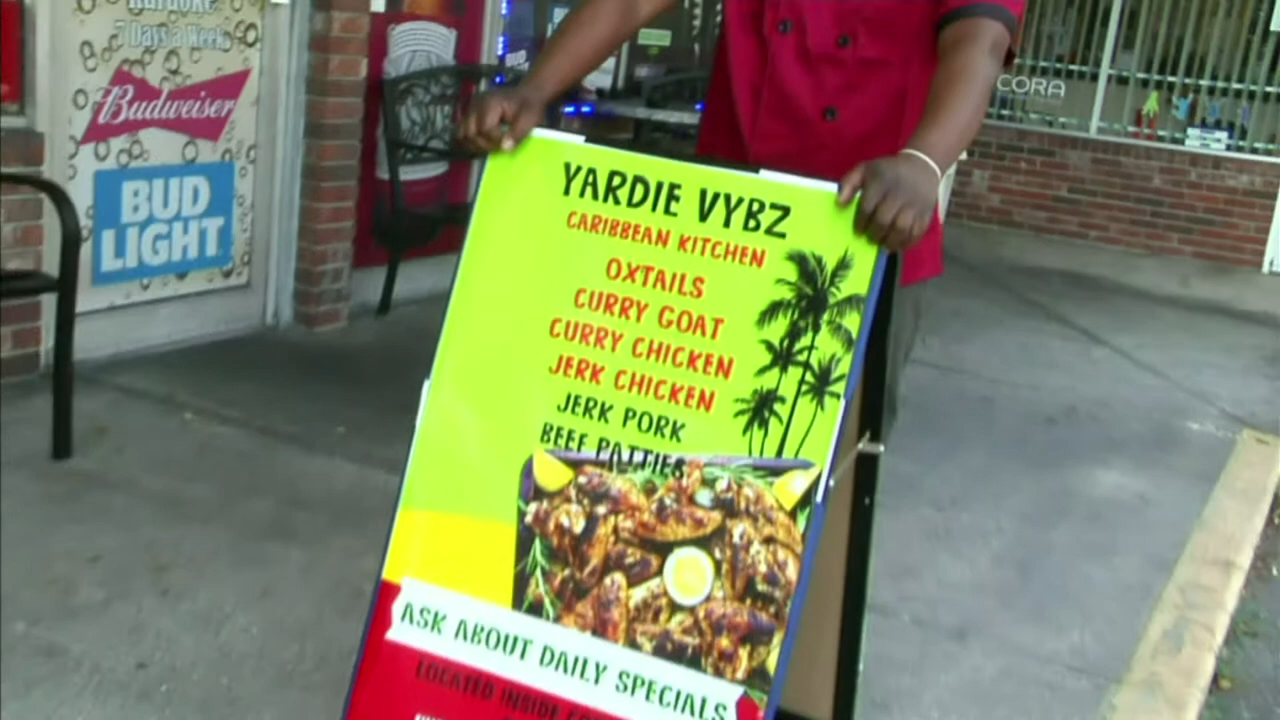 Karaoke
7 Days a Week
Budweiser
BUD
LIGHT
CORA
YARDIE VYBZ
CARIBBEAN KITCHEN
OXTAILS
CURRY GOAT
CURRY CHICKEN
JERK CHICKEN
JERK PORK
BEEF PATTIES
ASK ABOUT DAILY SPECIALS
LOCATED INSIDE